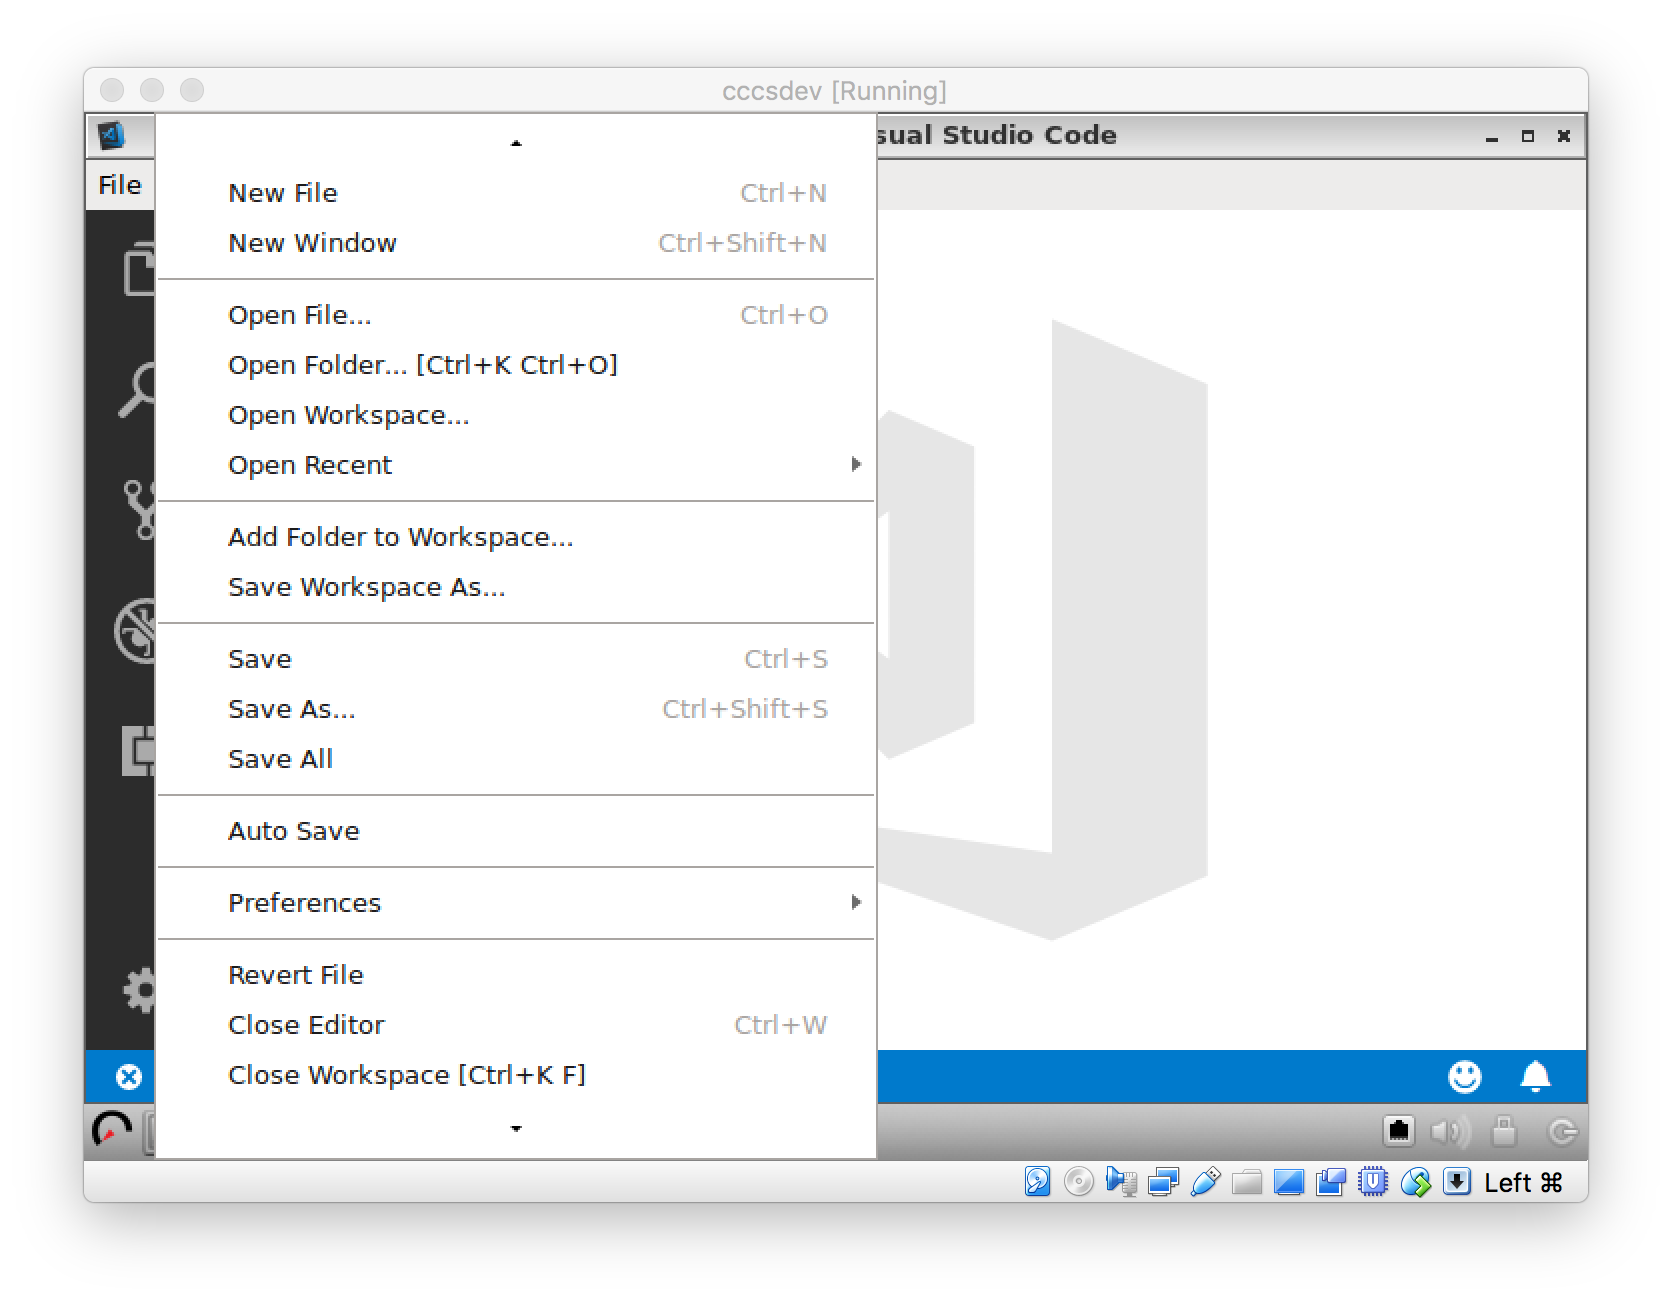 cccsdev [Running]
sual Studio Code
File
New File Ctrl+N
New Window Ctrl+Shift+N
Open File... Ctrl+O
Open Folder... [Ctrl+K Ctrl+O]
Open Workspace...
Open Recent
Add Folder to Workspace...
Save Workspace As...
Save Ctrl+S
Save As... Ctrl+Shift+S
Save All
Auto Save
Preferences
Revert File
Close Editor Ctrl+W
Close Workspace [Ctrl+K F]
Left ⌘